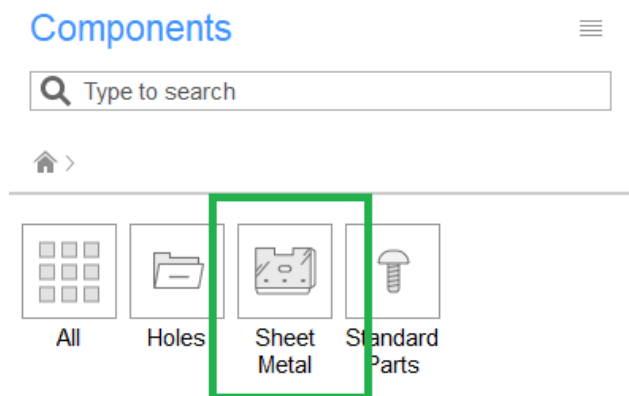 Components
Type to search
All
Holes
Sheet
Metal
Standard
Parts